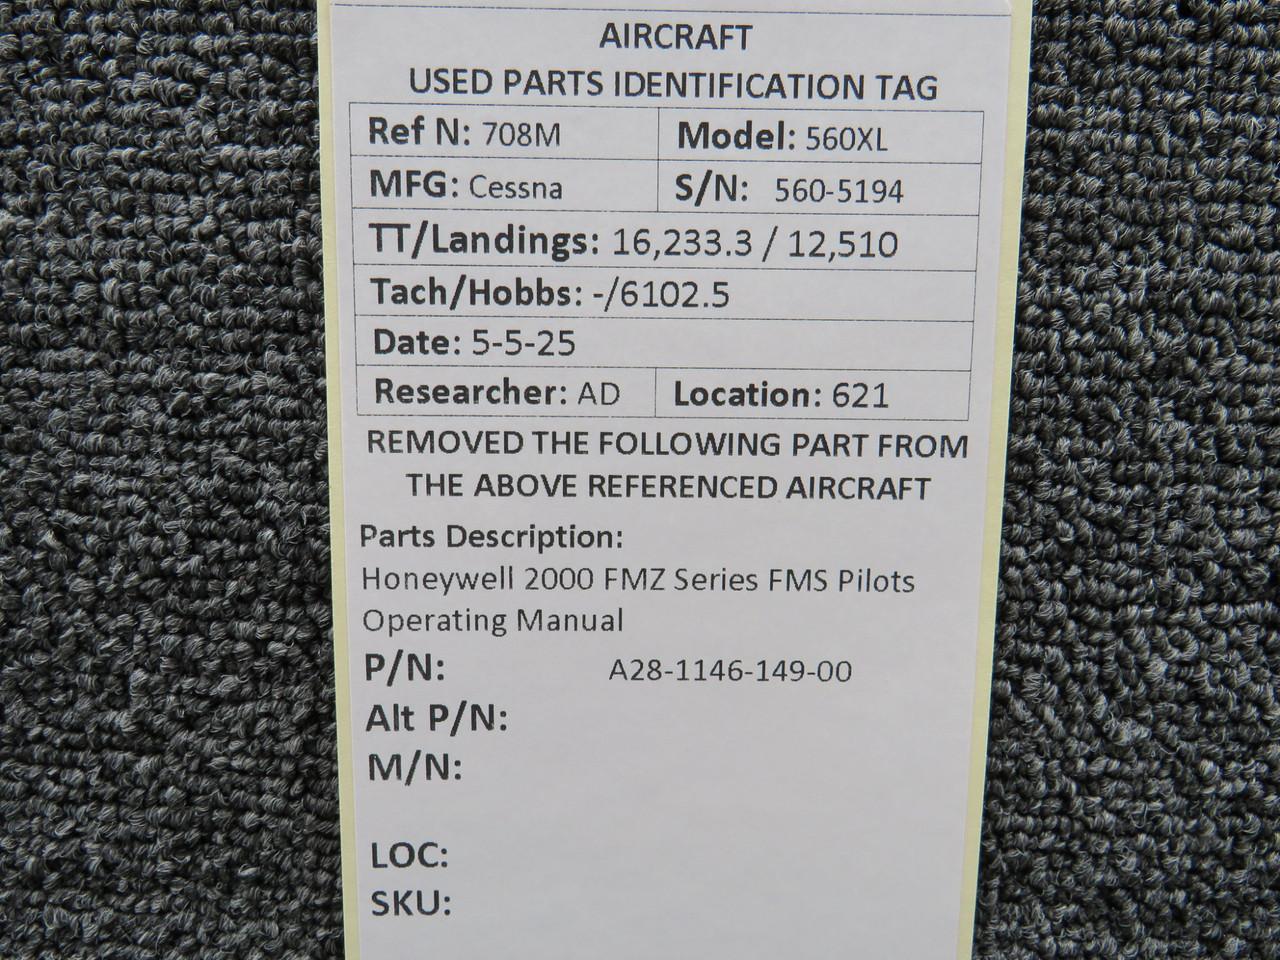 AIRCRAFT
USED PARTS IDENTIFICATION TAG
Ref N: 708M Model: 560XL
MFG: Cessna S/N: 560-5194
TT/Landings: 16,233.3 / 12,510
Tach/Hobbs: -/6102.5
Date: 5-5-25
Researcher: AD Location: 621
REMOVED THE FOLLOWING PART FROM
THE ABOVE REFERENCED AIRCRAFT
Parts Description:
Honeywell 2000 FMZ Series FMS Pilots
Operating Manual
P/N: A28-1146-149-00
Alt P/N:
M/N:
LOC:
SKU: